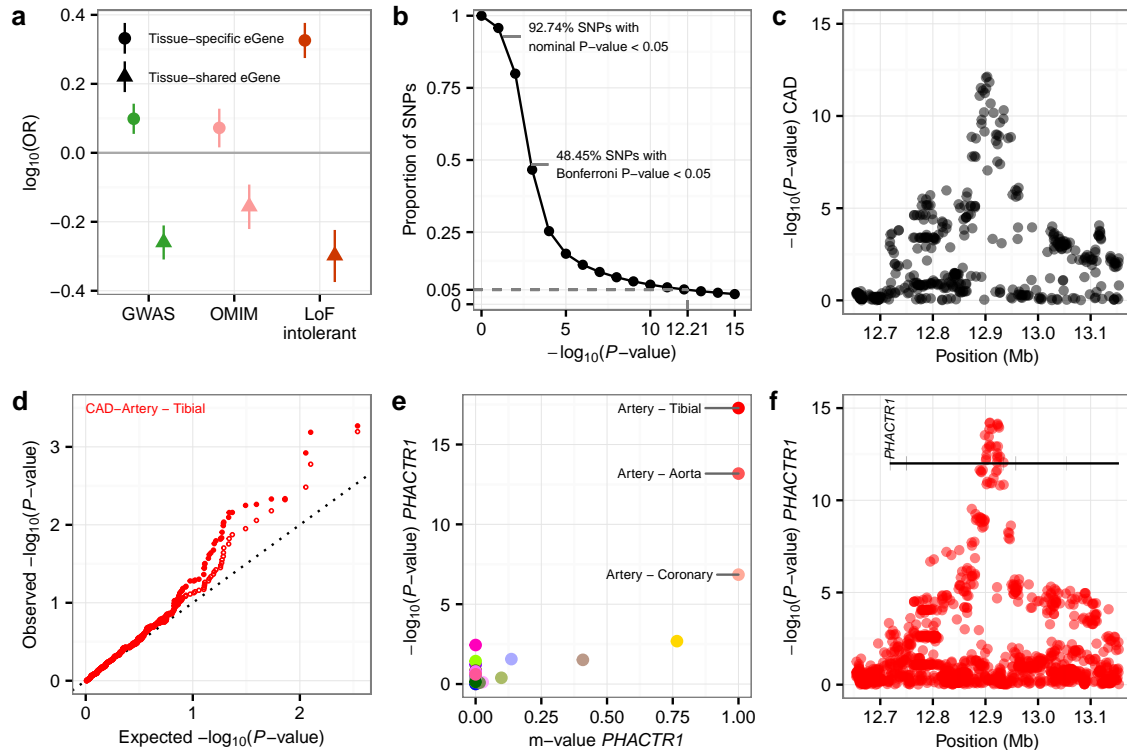 a
log10(OR)
0.4
0.2
0.0
−0.2
−0.4
Tissue−specific eGene
Tissue−shared eGene
GWAS
OMIM
LoF
intolerant
b
Proportion of SNPs
1
0.75
0.5
0.25
0.05
0
92.74% SNPs with
nominal P−value < 0.05
48.45% SNPs with
Bonferroni P−value < 0.05
0
5
10
12.21
15
−log10(P−value)
c
−log10(P−value) CAD
15
10
5
0
12.7
12.8
12.9
13.0
13.1
Position (Mb)
d
CAD−Artery − Tibial
Observed −log10(P−value)
3
2
1
0
0
1
2
Expected −log10(P−value)
e
−log10(P−value) PHACTR1
15
10
5
0
Artery − Tibial
Artery − Aorta
Artery − Coronary
0.00
0.25
0.50
0.75
1.00
m−value PHACTR1
f
−log10(P−value) PHACTR1
15
10
5
0
PHACTR1
12.7
12.8
12.9
13.0
13.1
Position (Mb)